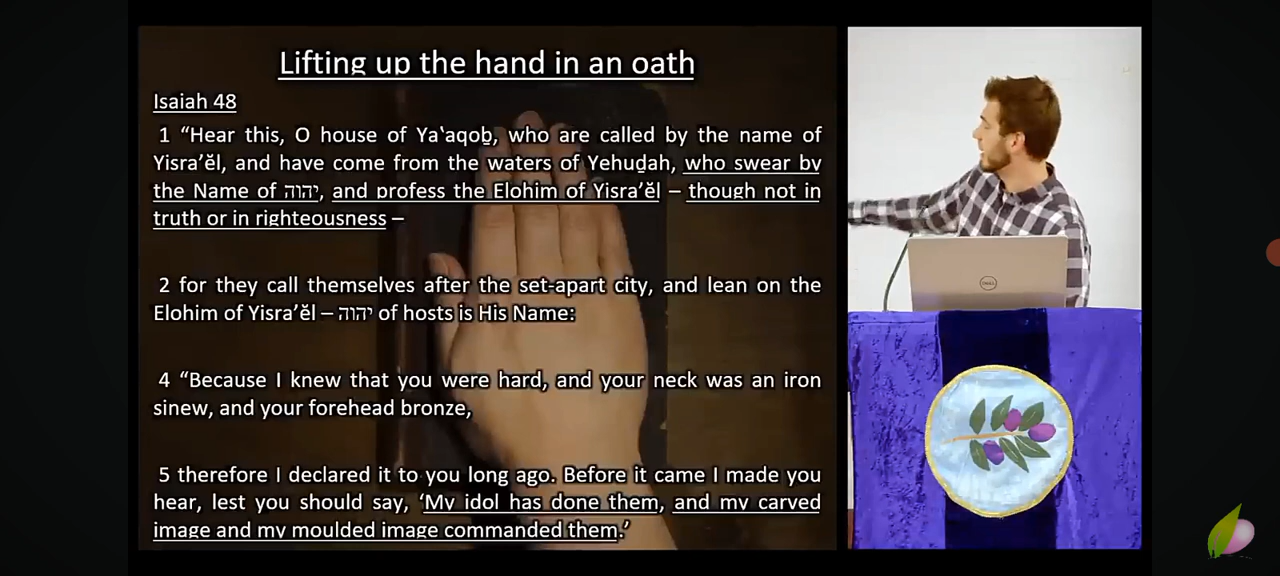 Lifting up the hand in an oath
Isaiah 48
1 “Hear this, O house of Ya‛aqoḇ, who are called by the name of
Yisra’ĕl, and have come from the waters of Yehuḏah, who swear by
the Name of יהוה, and profess the Elohim of Yisra’ĕl – though not in
truth or in righteousness –
2 for they call themselves after the set-apart city, and lean on the
Elohim of Yisra’ĕl – יהוה of hosts is His Name:
4 “Because I knew that you were hard, and your neck was an iron
sinew, and your forehead bronze,
5 therefore I declared it to you long ago. Before it came I made you
hear, lest you should say, ‘My idol has done them, and my carved
image and my moulded image commanded them.’
DELL